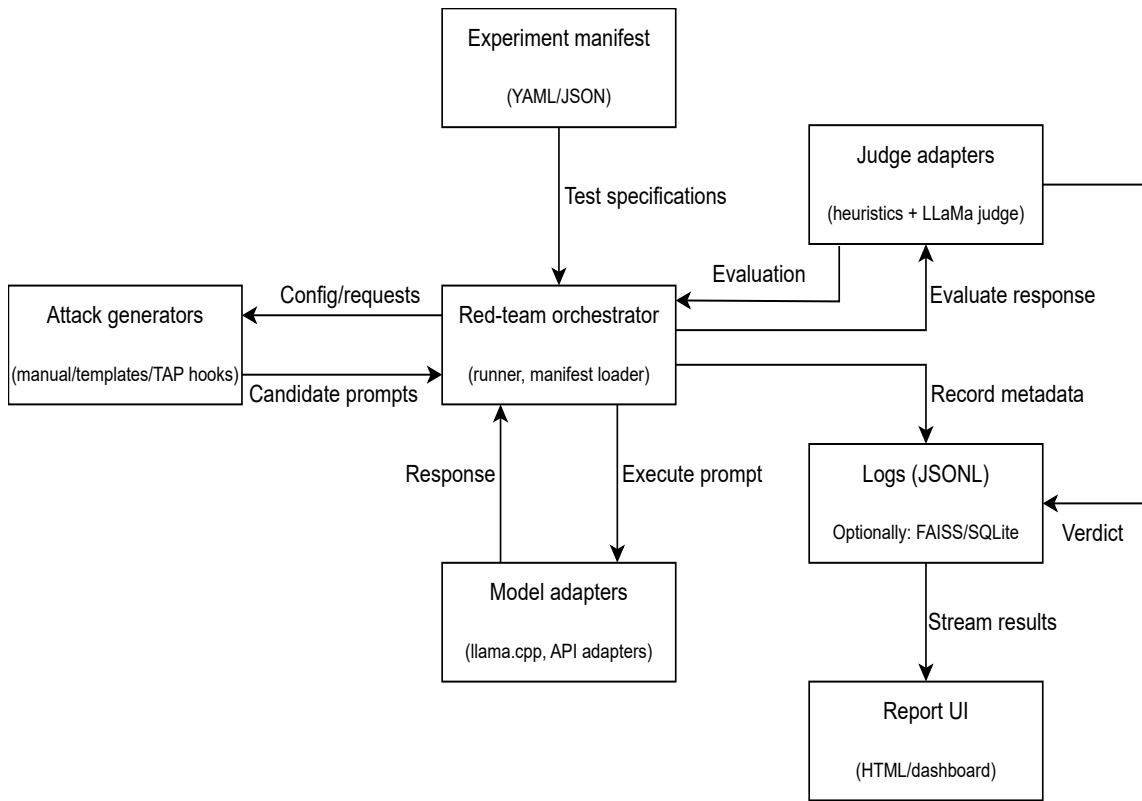 Experiment manifest
(YAML/JSON)
Judge adapters
(heuristics + LLaMa judge)
Test specifications
Evaluation
Evaluate response
Config/requests
Attack generators
(manual/templates/TAP hooks)
Candidate prompts
Red-team orchestrator
(runner, manifest loader)
Record metadata
Response
Execute prompt
Logs (JSONL)
Optionally: FAISS/SQLite
Verdict
Model adapters
(llama.cpp, API adapters)
Stream results
Report UI
(HTML/dashboard)